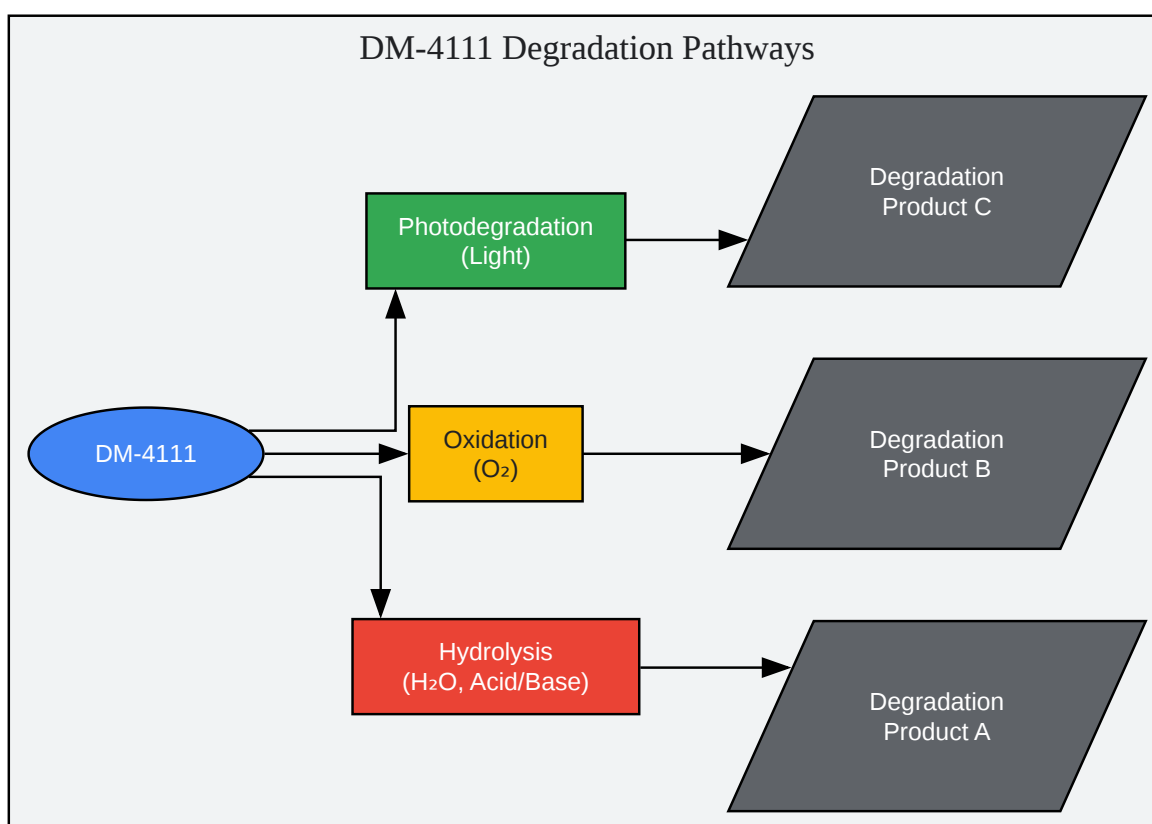 DM-4111 Degradation Pathways
Degradation
Product C
Photodegradation
(Light)
DM-4111
Oxidation
(O₂)
Degradation
Product B
Hydrolysis
(H₂O, Acid/Base)
Degradation
Product A